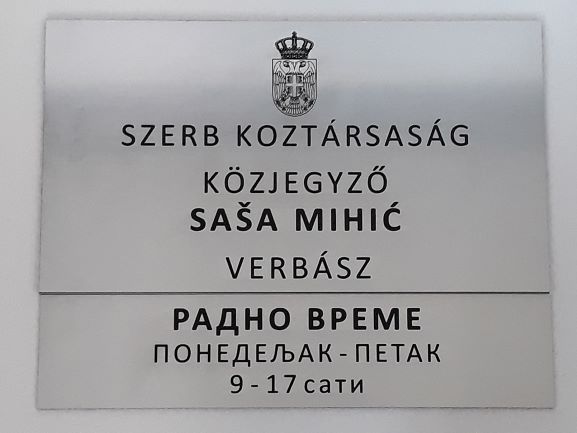 SZERB KOZTÁRSASÁG
KÖZJEGYZŐ
SAŠA MIHIĆ
VERBÁSZ
РАДНО ВРЕМЕ
ПОНЕДЕЉАК - ПЕТАК
9 - 17 сати